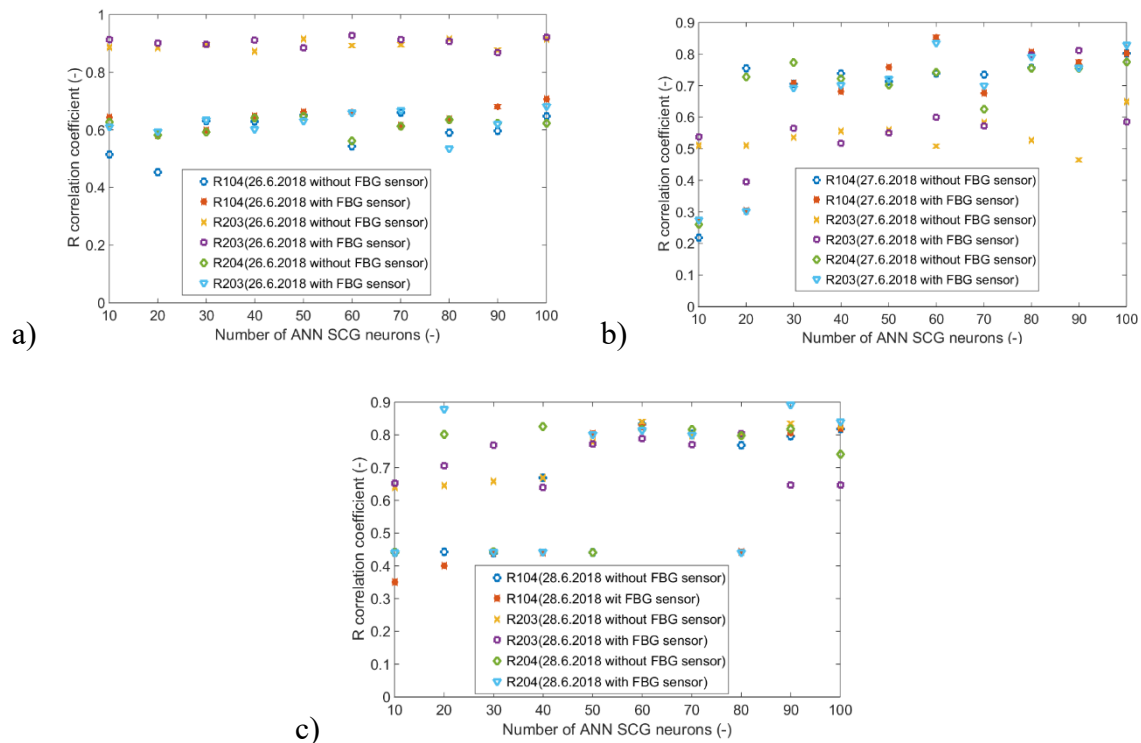 1
0.8
0.6
0.4
0.2
0
R correlation coefficient (-)
R104(26.6.2018 without FBG sensor)
R104(26.6.2018 with FBG sensor)
R203(26.6.2018 without FBG sensor)
R203(26.6.2018 with FBG sensor)
R204(26.6.2018 without FBG sensor)
R203(26.6.2018 with FBG sensor)
10 20 30 40 50 60 70 80 90 100
Number of ANN SCG neurons (-)
a)
0.9
0.8
0.7
0.6
0.5
0.4
0.3
0.2
0.1
0
R correlation coefficient (-)
R104(27.6.2018 without FBG sensor)
R104(27.6.2018 with FBG sensor)
R203(27.6.2018 without FBG sensor)
R203(27.6.2018 with FBG sensor)
R204(27.6.2018 without FBG sensor)
R203(27.6.2018 with FBG sensor)
10 20 30 40 50 60 70 80 90 100
Number of ANN SCG neurons (-)
b)
0.9
0.8
0.7
0.6
0.5
0.4
0.3
0.2
0.1
0
R correlation coefficient (-)
R104(28.6.2018 without FBG sensor)
R104(28.6.2018 wit FBG sensor)
R203(28.6.2018 without FBG sensor)
R203(28.6.2018 with FBG sensor)
R204(28.6.2018 without FBG sensor)
R204(28.6.2018 with FBG sensor)
10 20 30 40 50 60 70 80 90 100
Number of ANN SCG neurons (-)
c)